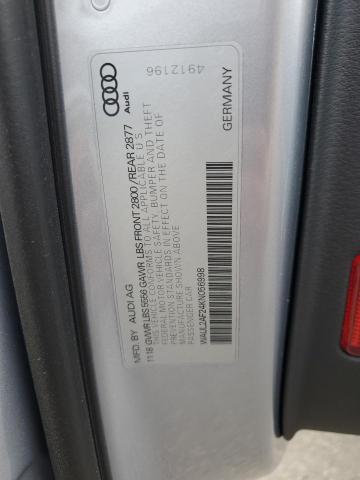 MFD. BY AUDI AG
11 18 GVWR LBS 5556 GAWR LBS FRONT 2800 / REAR 2877
THIS VEHICLE CONFORMS TO ALL APPLICABLE U S
FEDERAL MOTOR VEHICLE SAFETY, BUMPER AND THEFT
PREVENTION STANDARDS IN EFFECT ON THE DATE OF
MANUFACTURE SHOWN ABOVE.
PASSENGER CAR
WAUL2AF24KN056998
GERMANY
Audi
4912196